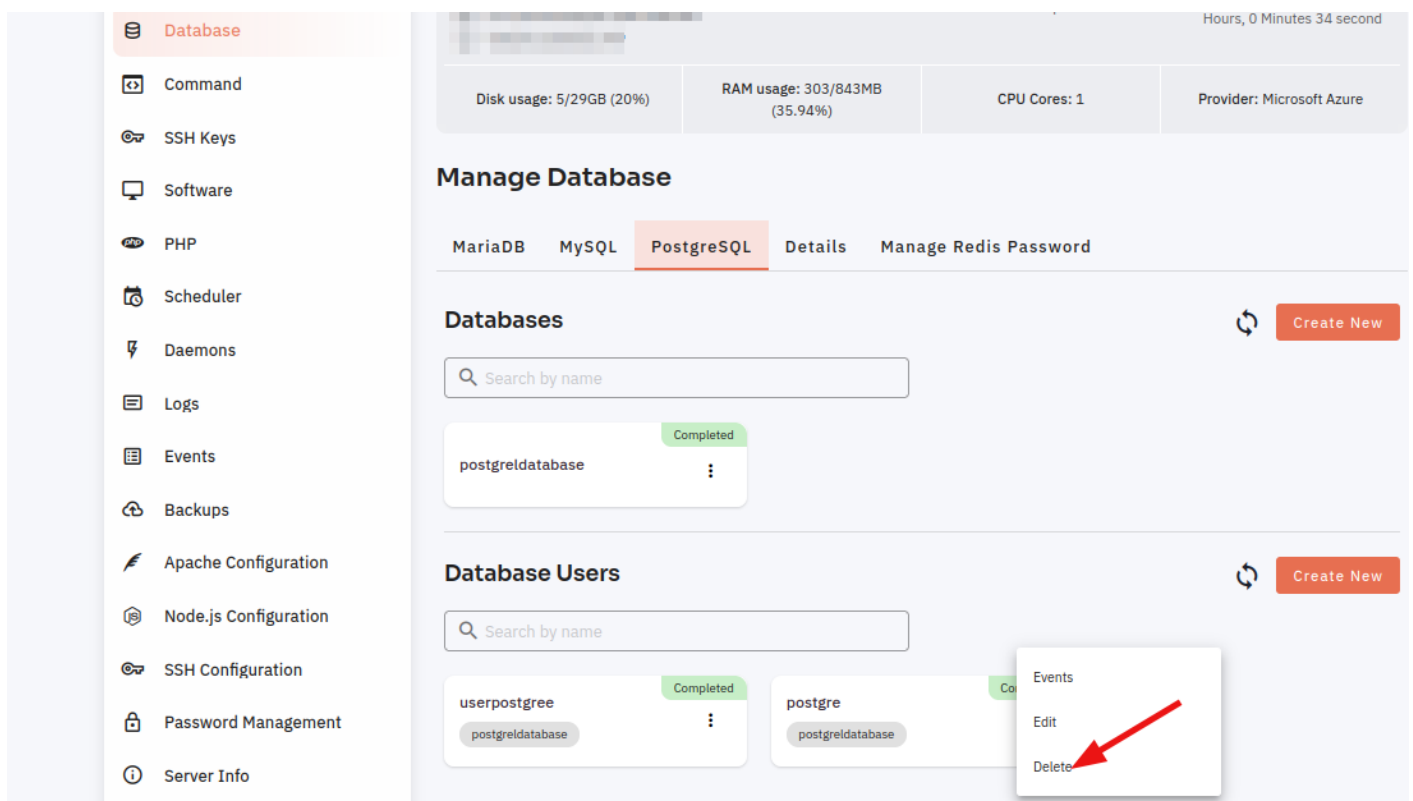 Database
Command
SSH Keys
Software
PHP
Scheduler
Daemons
Logs
Events
Backups
Apache Configuration
Node.js Configuration
SSH Configuration
Password Management
Server Info
Hours, 0 Minutes 34 second
Disk usage: 5/29GB (20%)
RAM usage: 303/843MB
(35.94%)
CPU Cores: 1
Provider: Microsoft Azure
Manage Database
MariaDB MySQL PostgreSQL Details Manage Redis Password
Databases
Create New
Search by name
Completed
postgreldatabase
Database Users
Create New
Search by name
Completed
userpostgree
postgreldatabase
postgre
postgreldatabase
Events
Edit
Delete